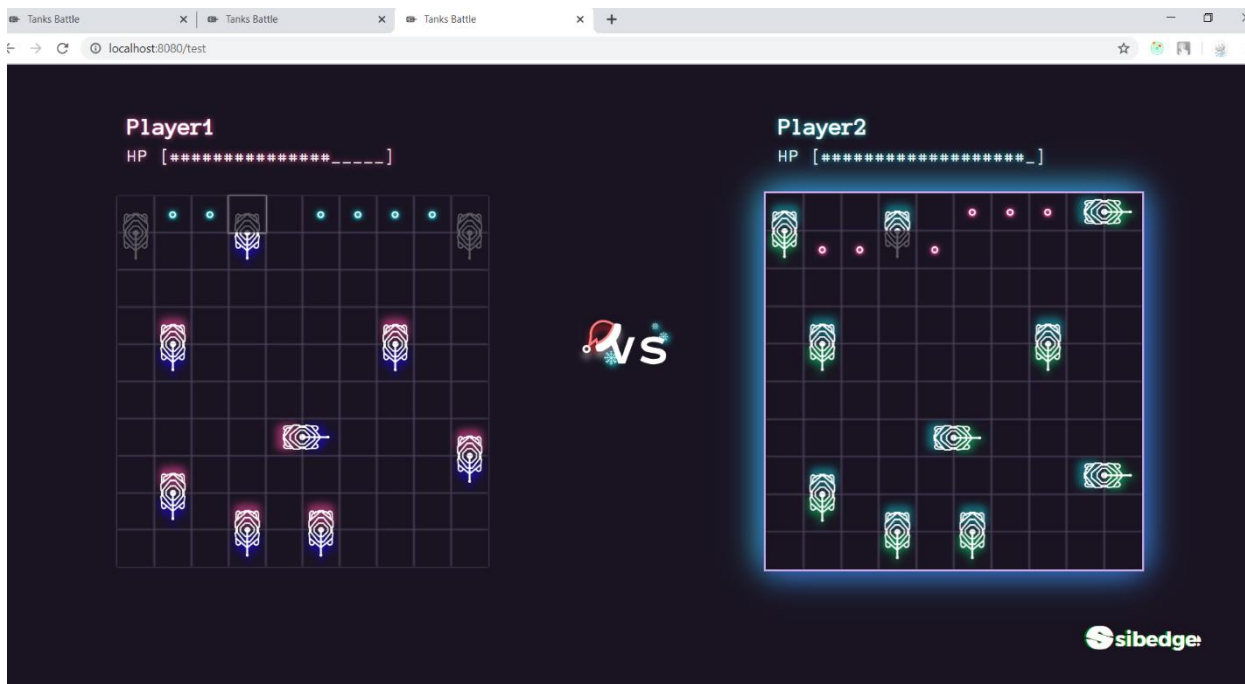 Tanks Battle
Tanks Battle
Tanks Battle
localhost:8080/test
Player1
HP [###############_____]
Player2
HP [###################_]
VS
sibedge